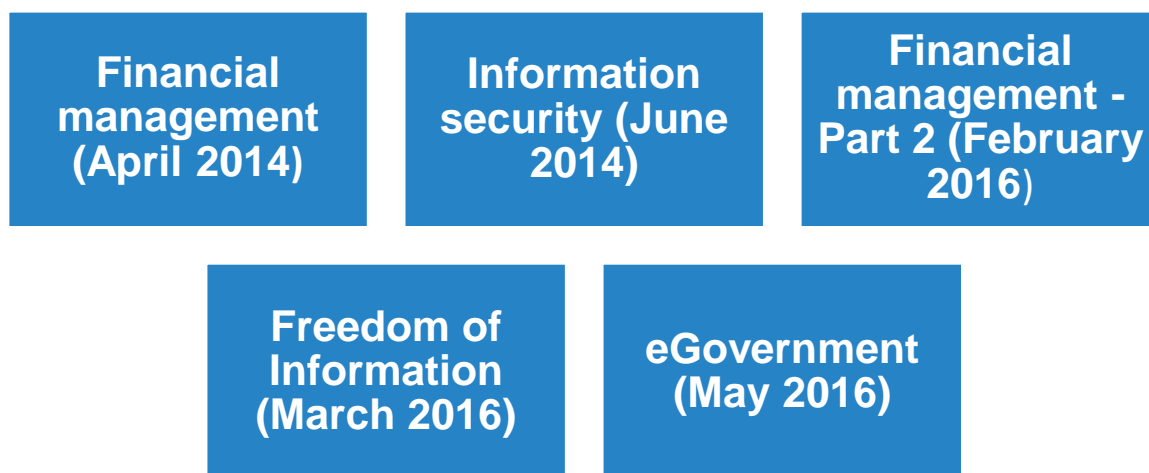 Financial
management
(April 2014)
Information
security (June
2014)
Financial
management -
Part 2 (February
2016)
Freedom of
Information
(March 2016)
eGovernment
(May 2016)